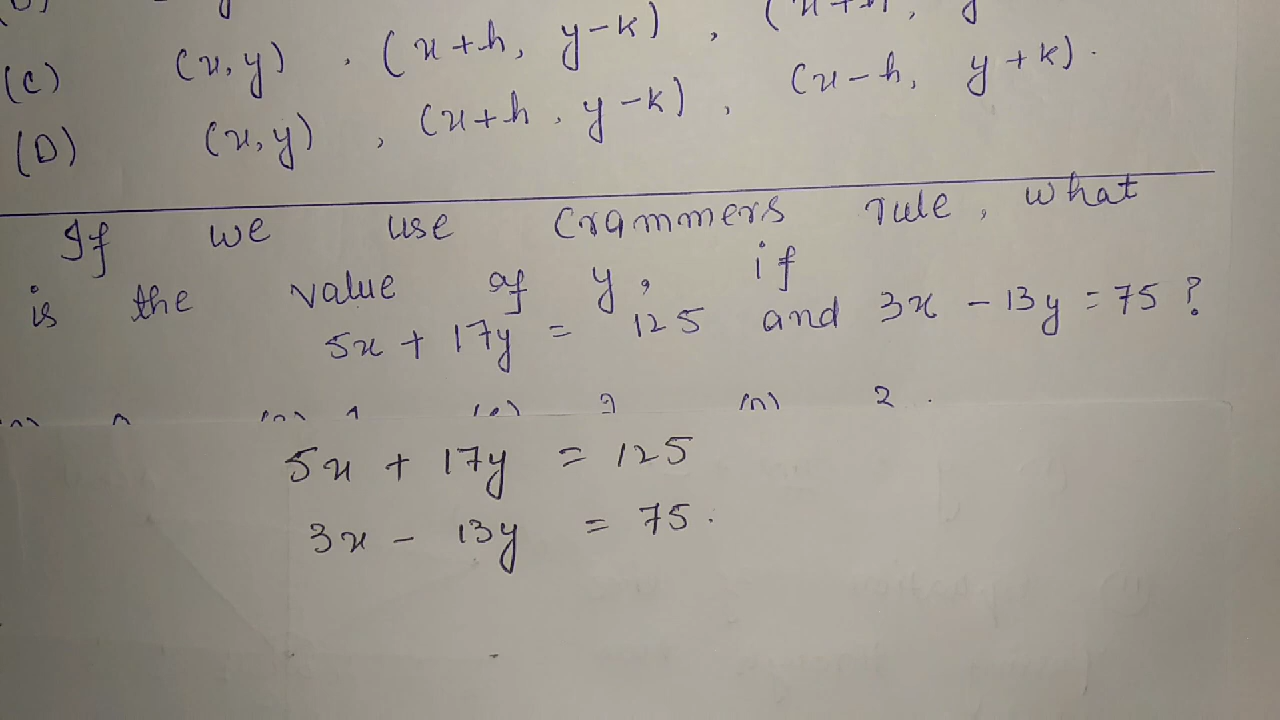 (C) (x, y) . (x+h, y-k) ,
(D) (x, y) , (x+h, y-k) , (x-h, y+k).
If we use Crammers rule, what
is the value of y, if
5x + 17y = 125 and 3x - 13y = 75 ?
2 .
5x + 17y = 125
3x - 13y = 75.